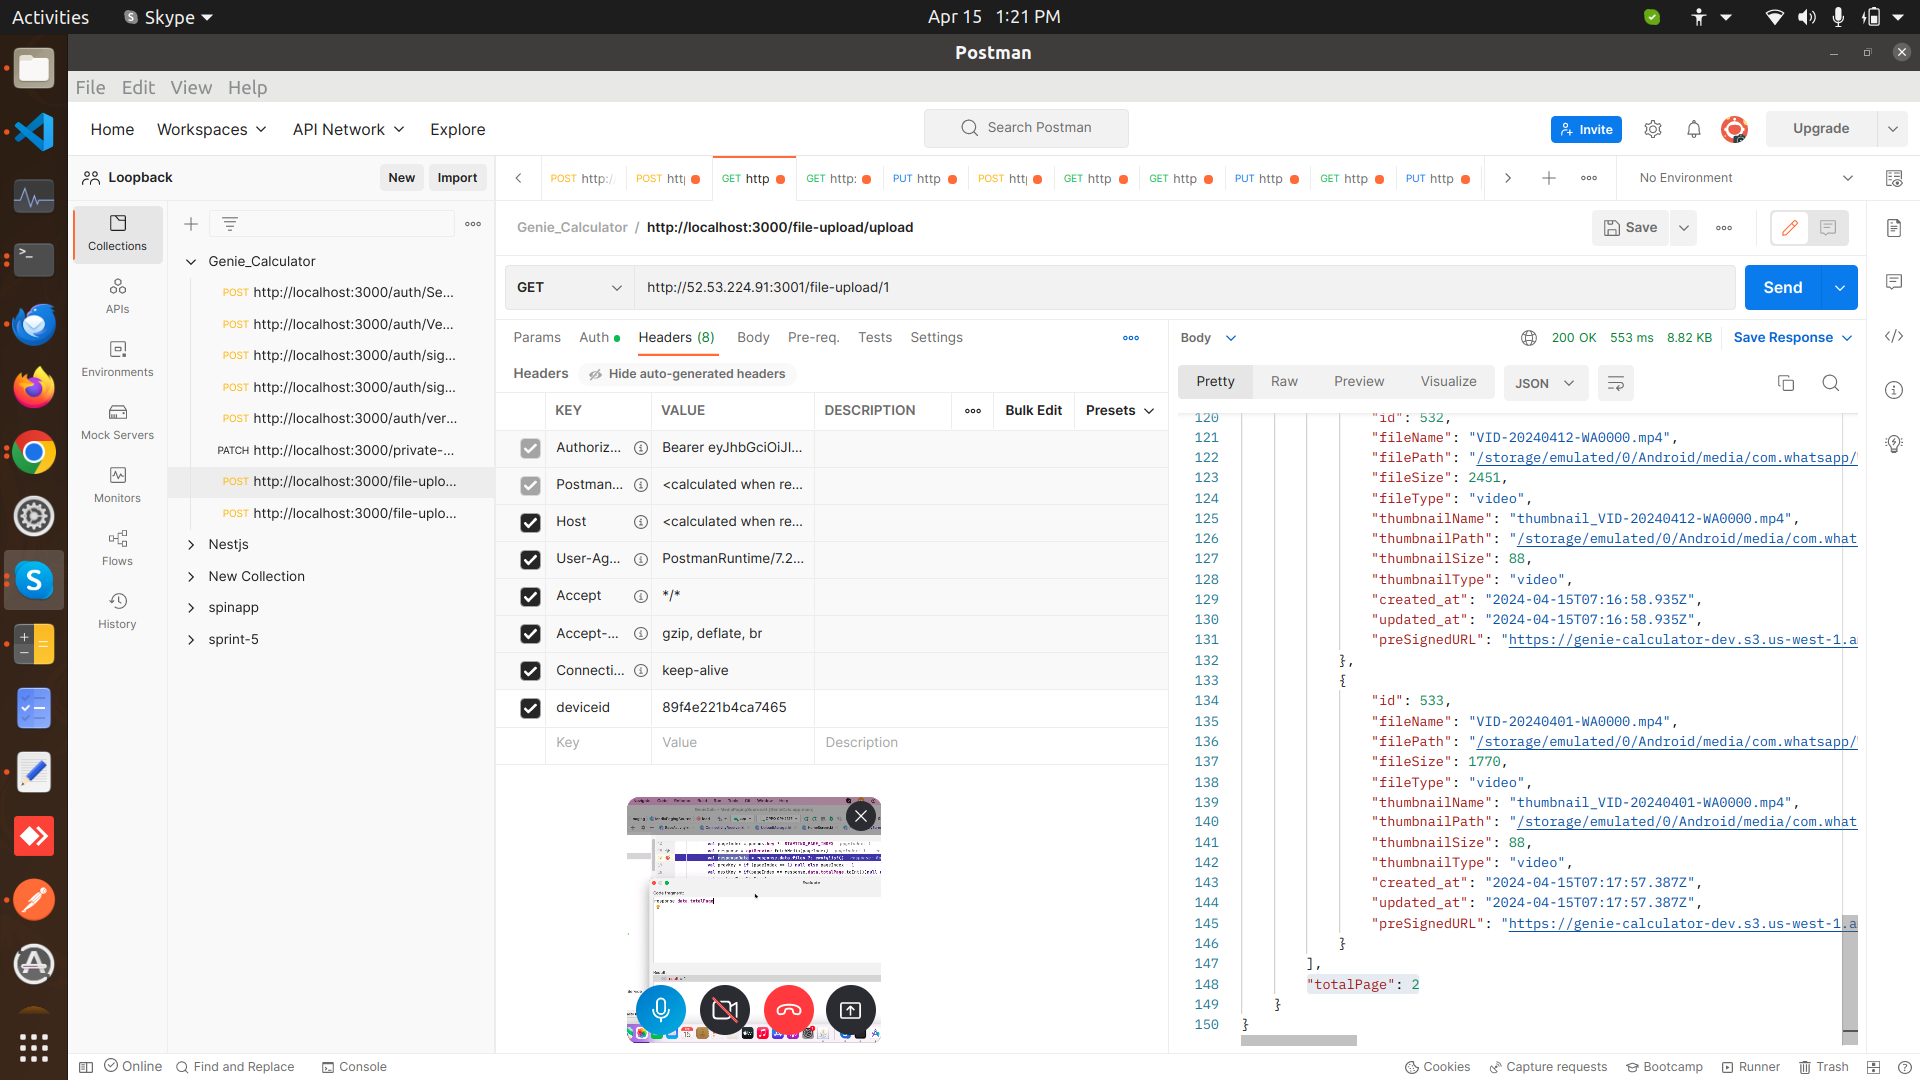 Activities
Skype
Apr 15 1:21 PM
Postman
File Edit View Help
Home Workspaces API Network Explore
Search Postman
Invite
Upgrade
Loopback
New
Import
POST http:/
POST htt
GET http
GET http:
PUT http
POST htt
GET http
GET http
PUT http
GET http
PUT http
No Environment
Collections
APIs
Environments
Mock Servers
Monitors
Flows
History
Genie_Calculator
POST http://localhost:3000/auth/Se...
POST http://localhost:3000/auth/Ve...
POST http://localhost:3000/auth/sig...
POST http://localhost:3000/auth/sig...
POST http://localhost:3000/auth/ver...
PATCH http://localhost:3000/private-...
POST http://localhost:3000/file-uplo...
POST http://localhost:3000/file-uplo...
Nestjs
New Collection
spinapp
sprint-5
Genie_Calculator / http://localhost:3000/file-upload/upload
Save
GET
http://52.53.224.91:3001/file-upload/1
Send
Params Auth Headers (8) Body Pre-req. Tests Settings
Headers Hide auto-generated headers
KEY VALUE DESCRIPTION Bulk Edit Presets
Authoriz... Bearer eyJhbGciOiJI...
Postman... <calculated when re...
Host <calculated when re...
User-Ag... PostmanRuntime/7.2...
Accept */*
Accept-... gzip, deflate, br
Connecti... keep-alive
deviceid 89f4e221b4ca7465
Key Value Description
Body
200 OK 553 ms 8.82 KB Save Response
Pretty Raw Preview Visualize JSON
120 "id": 532,
121 "fileName": "VID-20240412-WA0000.mp4",
122 "filePath": "/storage/emulated/0/Android/media/com.whatsapp/
123 "fileSize": 2451,
124 "fileType": "video",
125 "thumbnailName": "thumbnail_VID-20240412-WA0000.mp4",
126 "thumbnailPath": "/storage/emulated/0/Android/media/com.what
127 "thumbnailSize": 88,
128 "thumbnailType": "video",
129 "created_at": "2024-04-15T07:16:58.935Z",
130 "updated_at": "2024-04-15T07:16:58.935Z",
131 "preSignedURL": "https://genie-calculator-dev.s3.us-west-1.a
132 },
133 {
134 "id": 533,
135 "fileName": "VID-20240401-WA0000.mp4",
136 "filePath": "/storage/emulated/0/Android/media/com.whatsapp/
137 "fileSize": 1770,
138 "fileType": "video",
139 "thumbnailName": "thumbnail_VID-20240401-WA0000.mp4",
140 "thumbnailPath": "/storage/emulated/0/Android/media/com.what
141 "thumbnailSize": 88,
142 "thumbnailType": "video",
143 "created_at": "2024-04-15T07:17:57.387Z",
144 "updated_at": "2024-04-15T07:17:57.387Z",
145 "preSignedURL": "https://genie-calculator-dev.s3.us-west-1.a
146 }
147 ],
148 "totalPage": 2
149 }
150 }
response.data.totalPage
Online Find and Replace Console
Cookies Capture requests Bootcamp Runner Trash